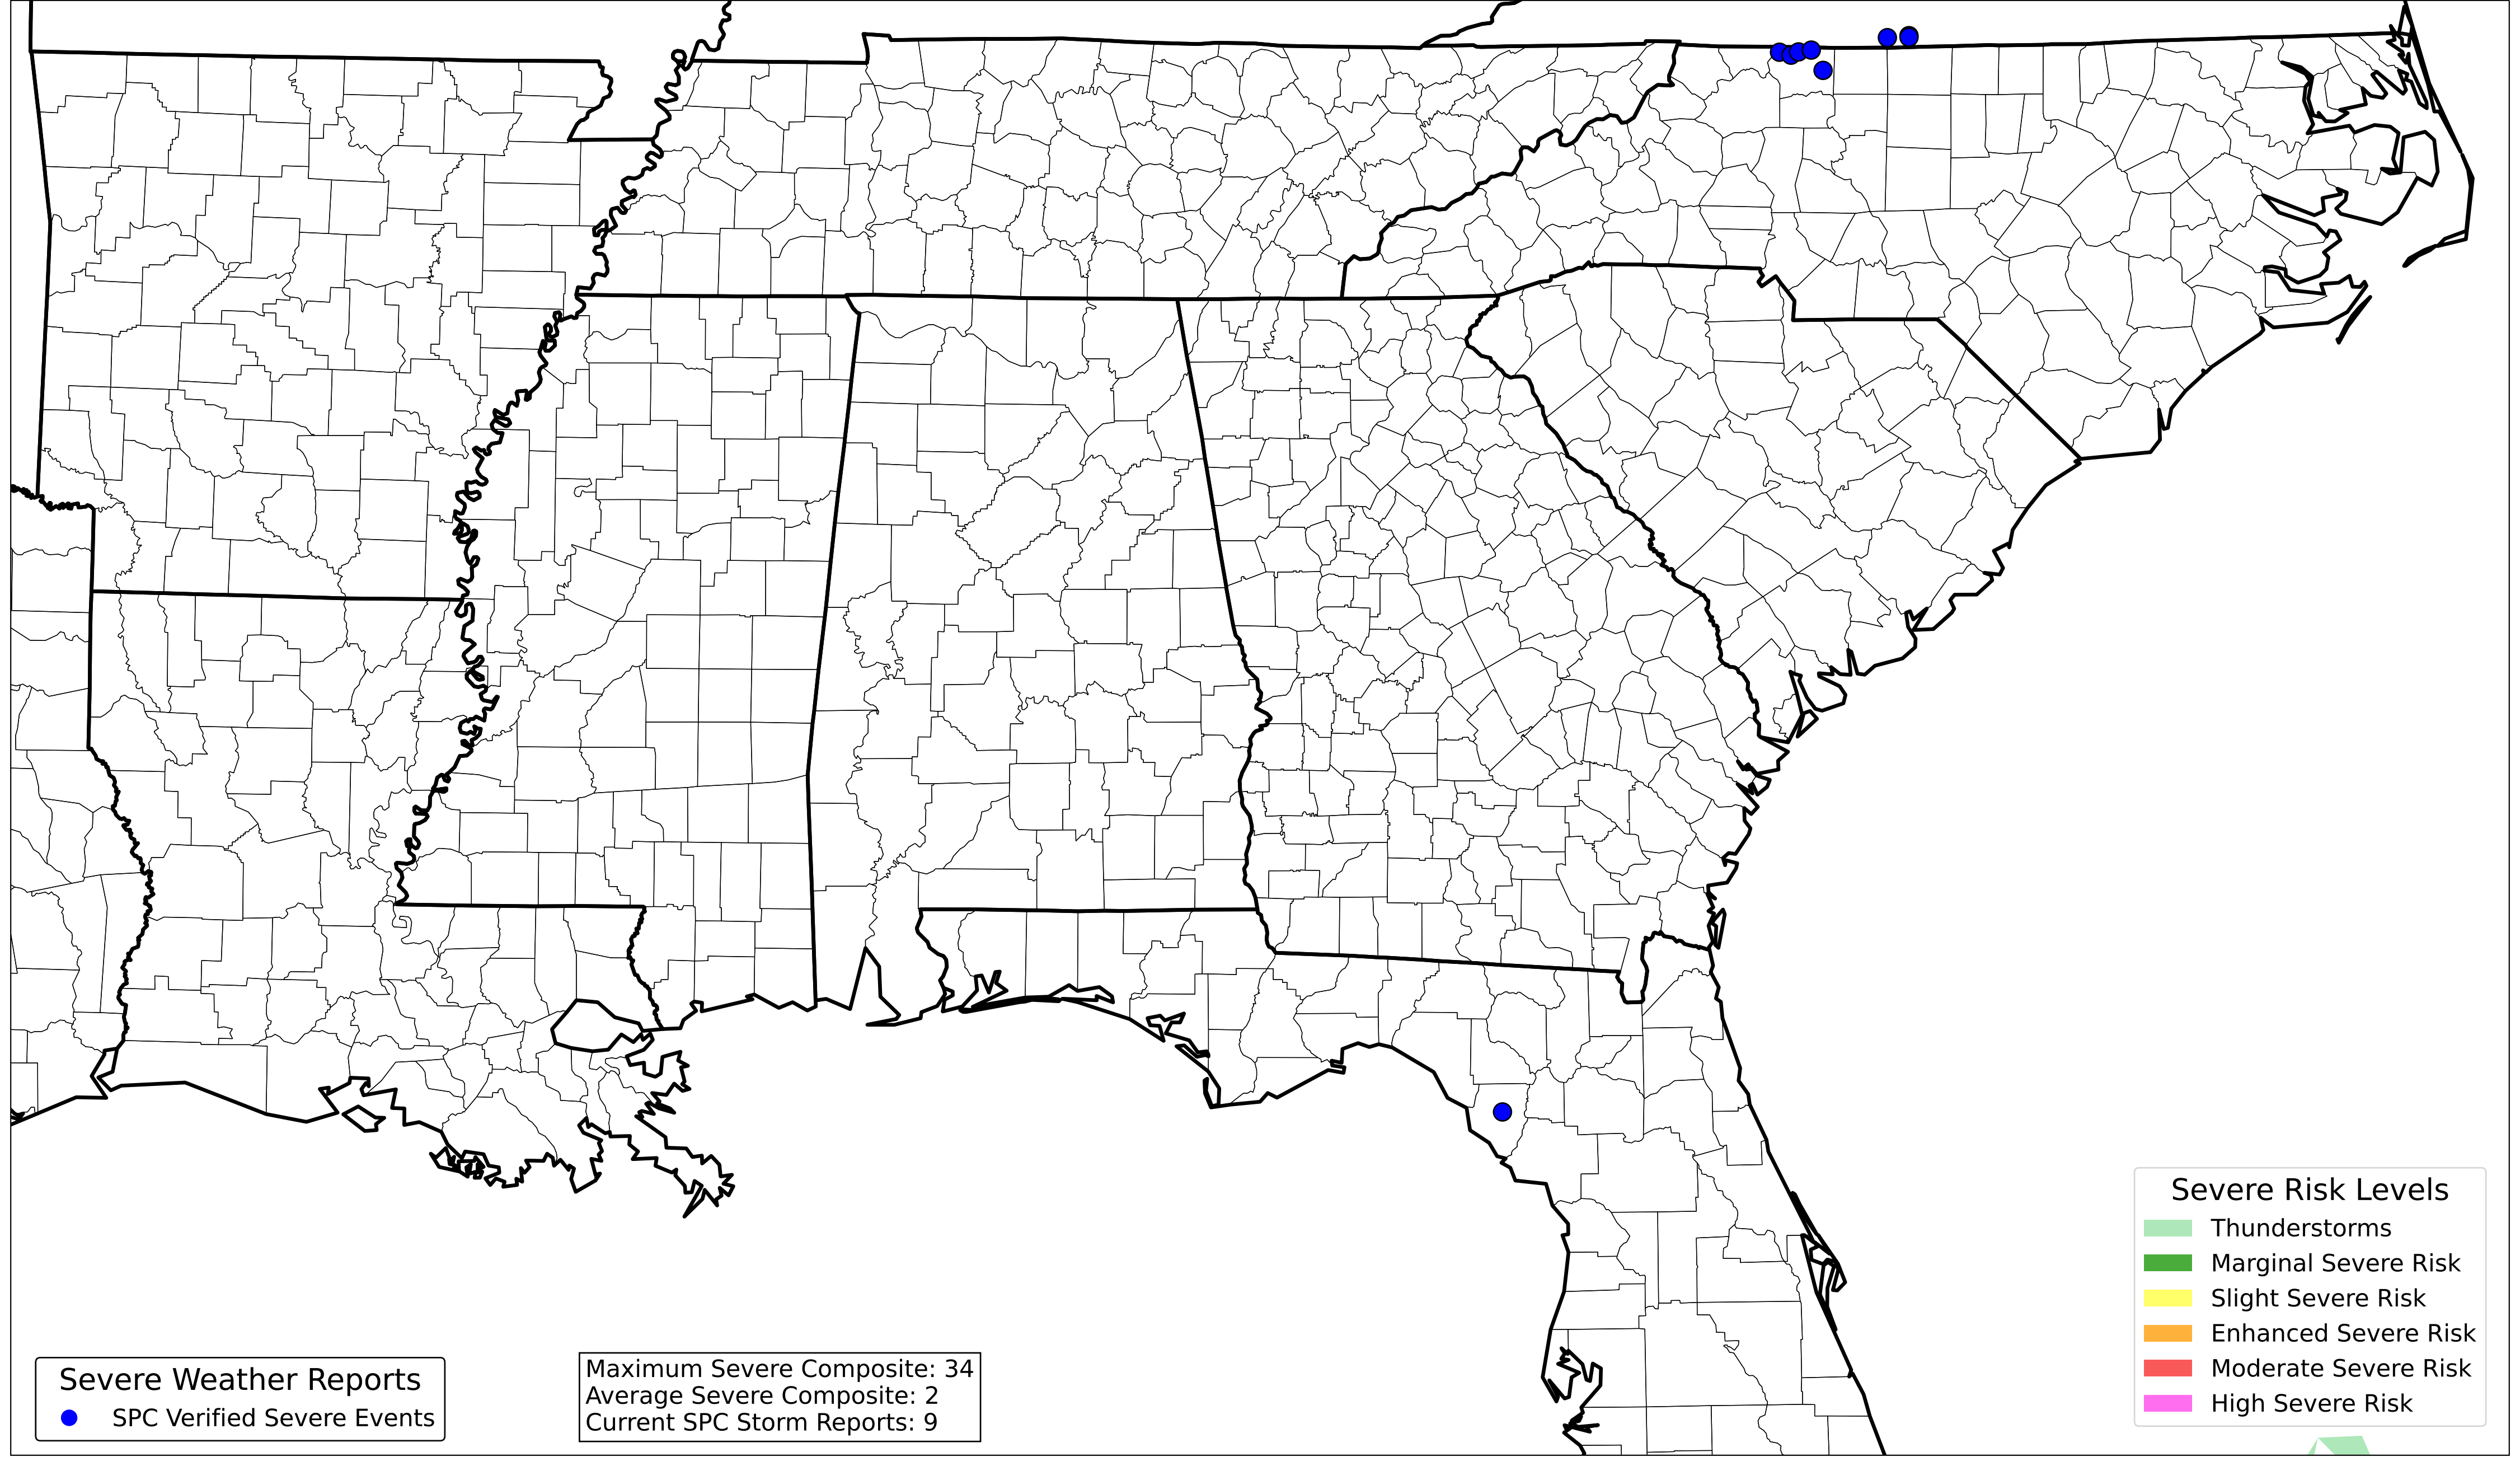 Severe Weather Reports
SPC Verified Severe Events
Maximum Severe Composite: 34
Average Severe Composite: 2
Current SPC Storm Reports: 9
Severe Risk Levels
Thunderstorms
Marginal Severe Risk
Slight Severe Risk
Enhanced Severe Risk
Moderate Severe Risk
High Severe Risk